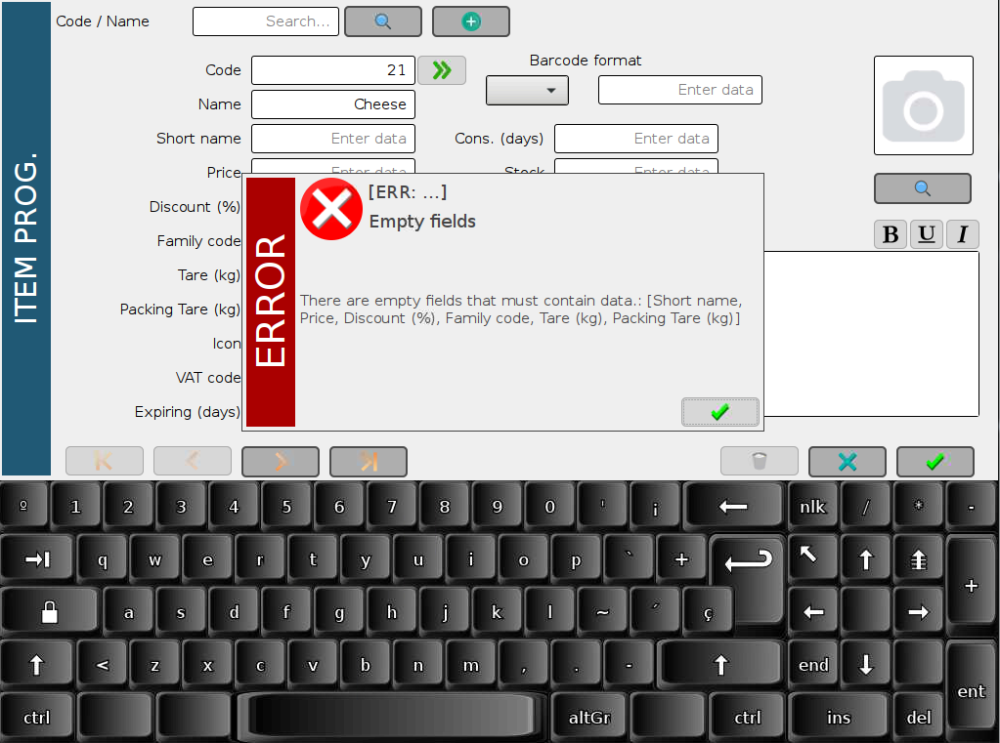 ITEM PROG.
Code / Name
Search...
Code
21
Barcode format
Enter data
Name
Cheese
Short name
Enter data
Cons. (days)
Enter data
Price
Enter data
Stock
Enter data
Discount (%)
Family code
Tare (kg)
Packing Tare (kg)
Icon
VAT code
Expiring (days)
B U I
ERROR
[ERR: ...]
Empty fields
There are empty fields that must contain data.: [Short name,
Price, Discount (%), Family code, Tare (kg), Packing Tare (kg)]
º 1 2 3 4 5 6 7 8 9 0 ' ¡ nlk / * -
q w e r t y u i o p ` + +
a s d f g h j k l ~ ´ ç
< z x c v b n m , . - end ent
ctrl altGr ctrl ins del